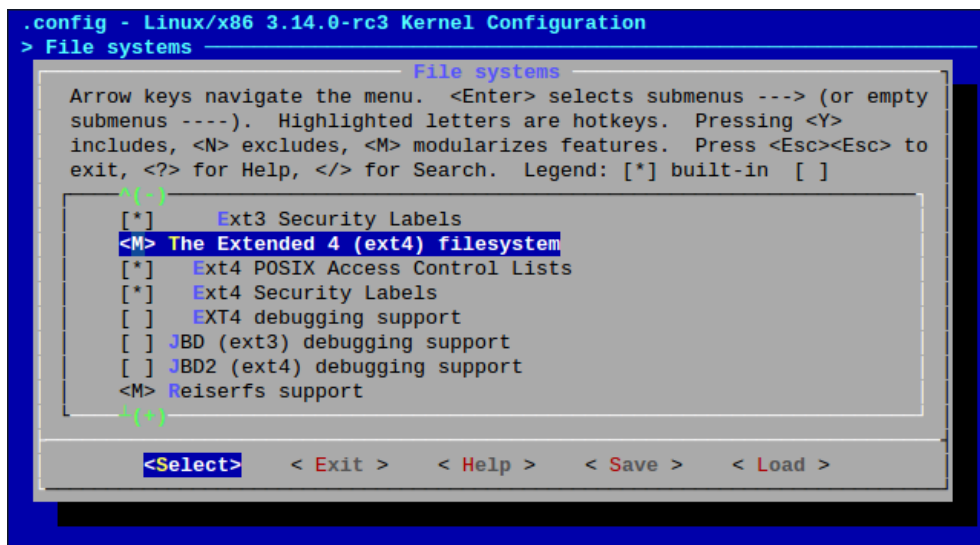 .config - Linux/x86 3.14.0-rc3 Kernel Configuration
> File systems
File systems
Arrow keys navigate the menu.  <Enter> selects submenus ---> (or empty
submenus ----).  Highlighted letters are hotkeys.  Pressing <Y>
includes, <N> excludes, <M> modularizes features.  Press <Esc><Esc> to
exit, <?> for Help, </> for Search.  Legend: [*] built-in  [ ]
^(-)
[*]     Ext3 Security Labels
<M> The Extended 4 (ext4) filesystem
[*]   Ext4 POSIX Access Control Lists
[*]   Ext4 Security Labels
[ ]   EXT4 debugging support
[ ] JBD (ext3) debugging support
[ ] JBD2 (ext4) debugging support
<M> Reiserfs support
(+)
<Select>    < Exit >    < Help >    < Save >    < Load >